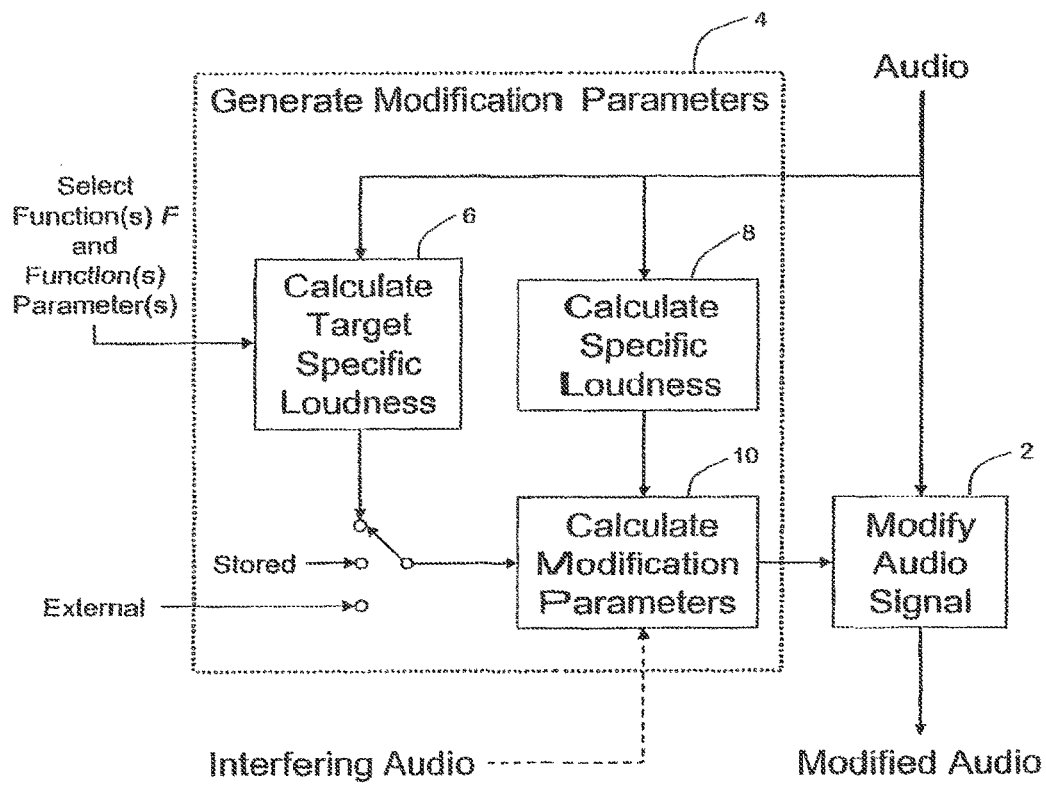 4
Audio
Generate Modification Parameters
Select
Function(s) F
and
Function(s)
Parameter(s)
6
Calculate
Target
Specific
Loudness
8
Calculate
Specific
Loudness
10
Calculate
Modification
Parameters
2
Modify
Audio
Signal
Stored
External
Interfering Audio
Modified Audio